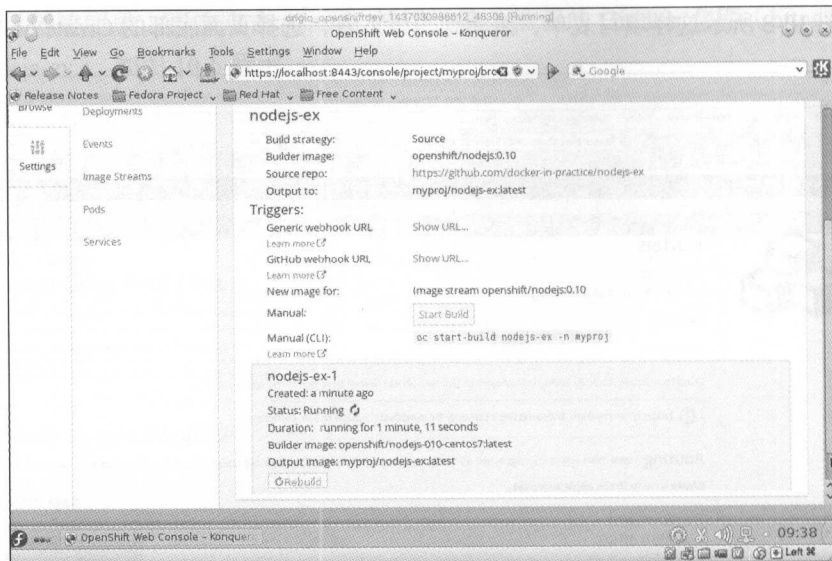 origin_openshiftdev_1437030988612_48306 [Running]
OpenShift Web Console – Konqueror
File Edit View Go Bookmarks Tools Settings Window Help
https://localhost:8443/console/project/myproj/bro
Google
Release Notes Fedora Project Red Hat Free Content
Browse
Settings
Deployments
Events
Image Streams
Pods
Services
nodejs-ex
Build strategy: Source
Builder image: openshift/nodejs:0.10
Source repo: https://github.com/docker-in-practice/nodejs-ex
Output to: myproj/nodejs-ex:latest
Triggers:
Generic webhook URL Show URL...
Learn more
GitHub webhook URL Show URL...
Learn more
New image for: Image stream openshift/nodejs:0.10
Manual: Start Build
Manual (CLI): oc start-build nodejs-ex -n myproj
Learn more
nodejs-ex-1
Created: a minute ago
Status: Running
Duration: running for 1 minute, 11 seconds
Builder image: openshift/nodejs-010-centos7:latest
Output image: myproj/nodejs-ex:latest
Rebuild
OpenShift Web Console – Konquer
09:38
Left ⌘